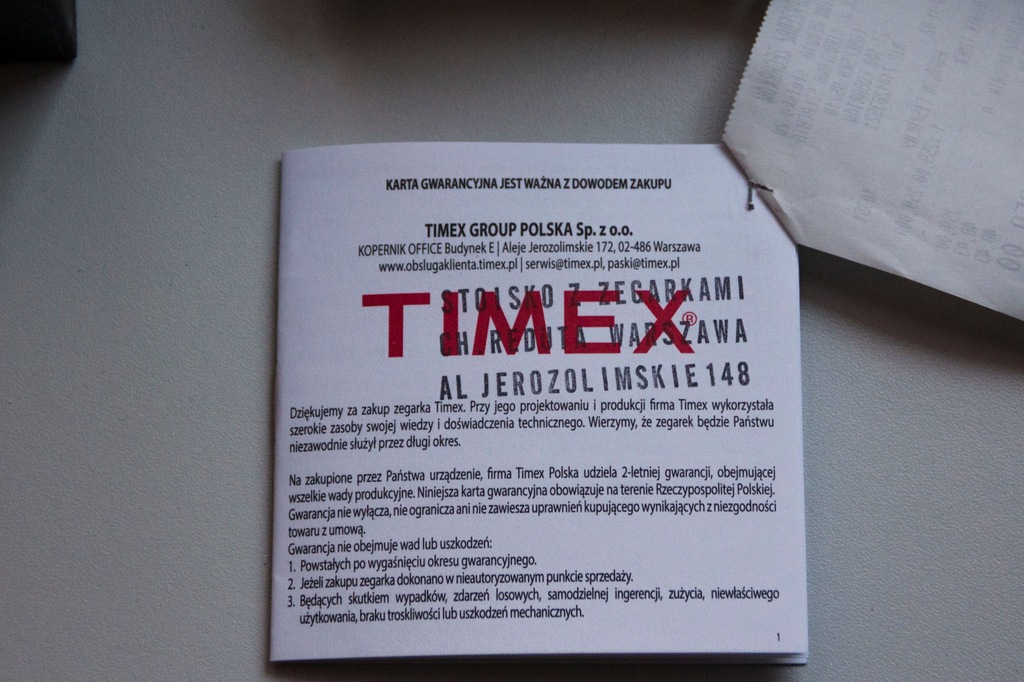 KARTA GWARANCYJNA JEST WAŻNA Z DOWODEM ZAKUPU
TIMEX GROUP POLSKA Sp. z o.o.
KOPERNIK OFFICE Budynek E | Aleje Jerozolimskie 172, 02-486 Warszawa
www.obslugaklienta.timex.pl | serwis@timex.pl, paski@timex.pl
TIMEX®
STOISKO Z ZEGARKAMI
CH REDUTA WARSZAWA
AL JEROZOLIMSKIE 148
Dziękujemy za zakup zegarka Timex. Przy jego projektowaniu i produkcji firma Timex wykorzystała
szerokie zasoby swojej wiedzy i doświadczenia technicznego. Wierzymy, że zegarek będzie Państwu
niezawodnie służył przez długi okres.
Na zakupione przez Państwa urządzenie, firma Timex Polska udziela 2-letniej gwarancji, obejmującej
wszelkie wady produkcyjne. Niniejsza karta gwarancyjna obowiązuje na terenie Rzeczypospolitej Polskiej.
Gwarancja nie wyłącza, nie ogranicza ani nie zawiesza uprawnień kupującego wynikających z niezgodności
towaru z umową.
Gwarancja nie obejmuje wad lub uszkodzeń:
1. Powstałych po wygaśnięciu okresu gwarancyjnego.
2. Jeżeli zakupu zegarka dokonano w nieautoryzowanym punkcie sprzedaży.
3. Będących skutkiem wypadków, zdarzeń losowych, samodzielnej ingerencji, zużycia, niewłaściwego
użytkowania, braku troskliwości lub uszkodzeń mechanicznych.
1